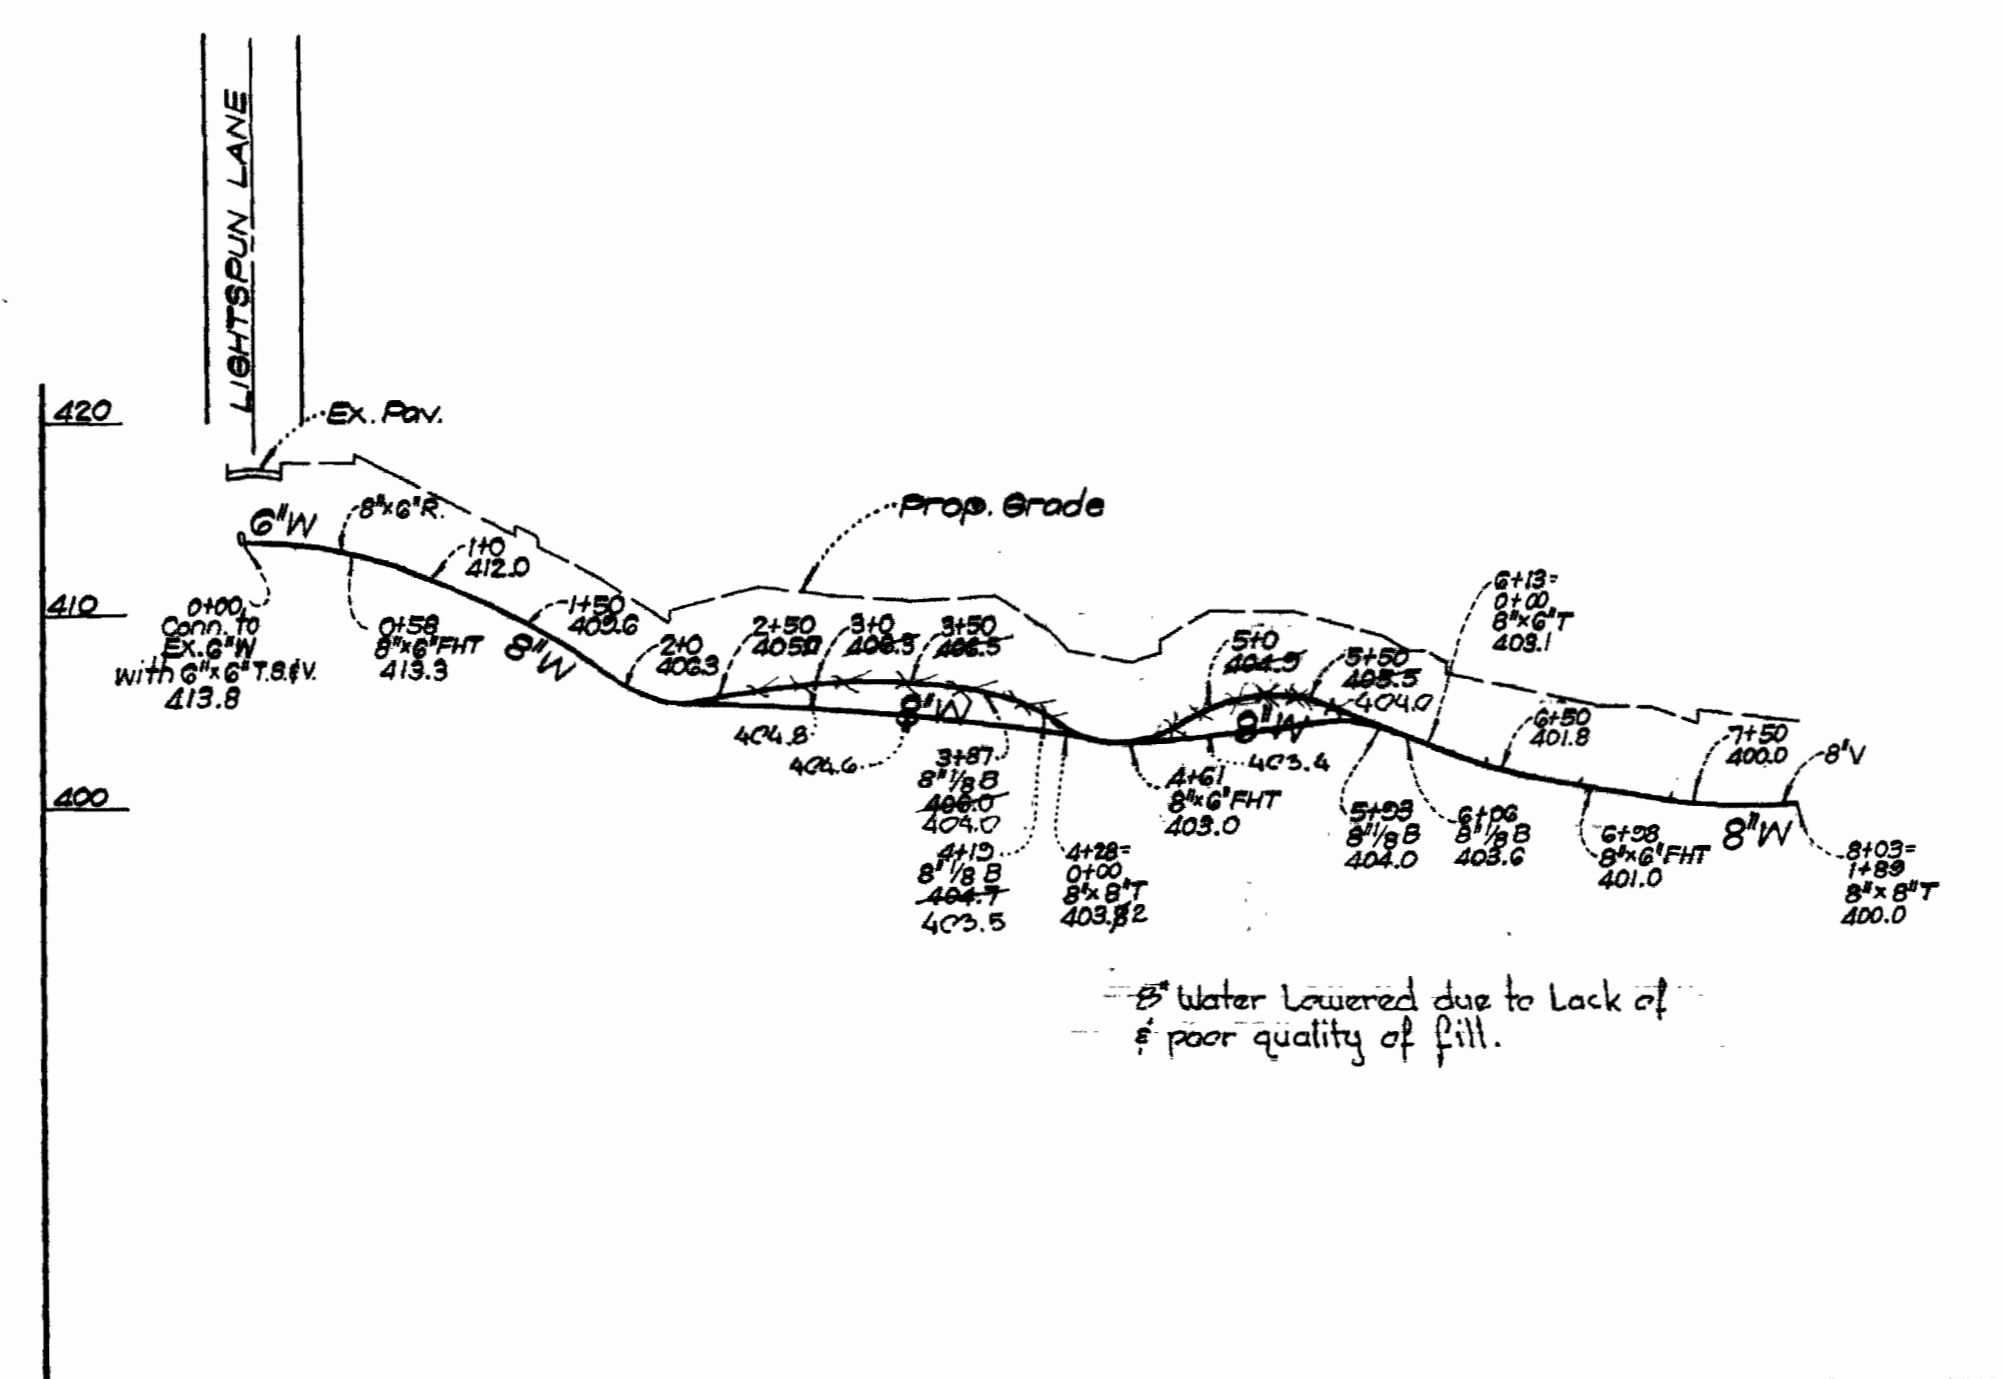 LIGHTSPUN LANE
420
Ex. Pav.
Prop. Grade
6"W
8"x6"R.
1+0
412.0
410
0+00
Conn. to
Ex. 6"W
with 6"x6" T.S.&V.
413.8
0+58
8"x6" FHT
413.3
1+50
409.6
8"W
2+0
406.3
2+50
3+0
406.3
3+50
406.5
8"W
404.8
404.6
3+87
8" 1/8 B
406.0
404.0
4+19
8" 1/8 B
404.7
403.5
4+28=
0+00
8"x8"T
403.2
4+61
8"x6" FHT
403.0
5+0
404.9
403.4
8"W
5+50
405.5
404.0
5+93
8" 1/8 B
404.0
6+06
8" 1/8 B
403.6
6+13=
0+00
8"x6"T
403.1
6+50
401.8
6+98
8"x6" FHT
401.0
7+50
400.0
8"V
8"W
8+03=
1+89
8"x8"T
400.0
400
8" Water Lowered due to Lack of
& poor quality of fill.